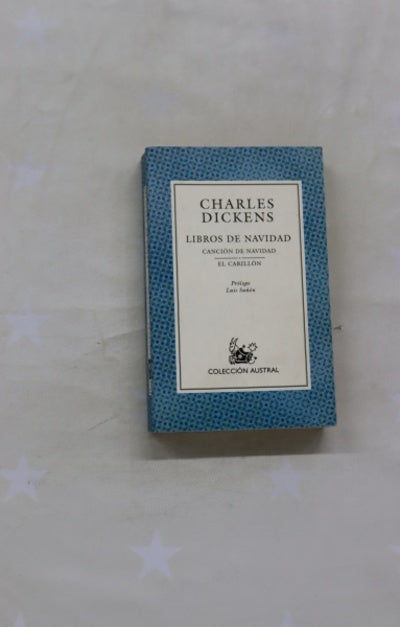 CHARLES
DICKENS
LIBROS DE NAVIDAD
CANCIÓN DE NAVIDAD
EL CARILLÓN
Prólogo
Luis Suñén
COLECCIÓN AUSTRAL